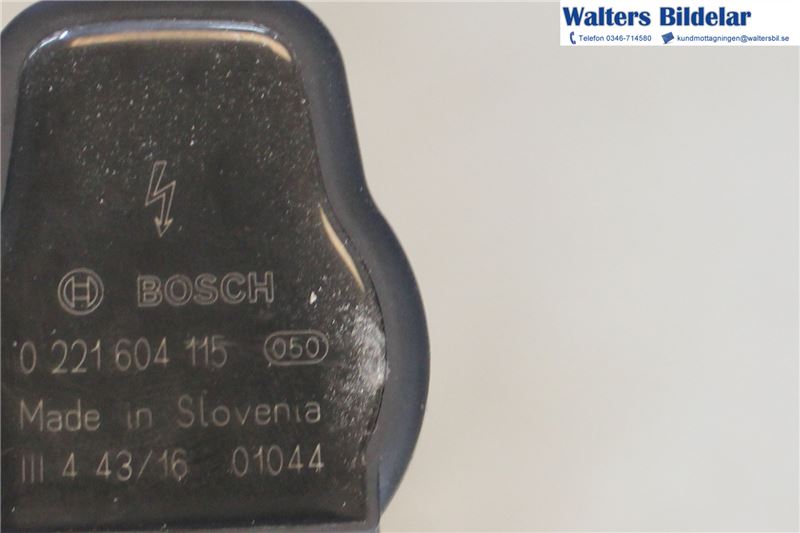 Walters Bildelar
Telefon 0346-714580 kundmottagningen@waltersbil.se
BOSCH
0 221 604 115 050
Made in Slovenia
III 4 43/16 01044